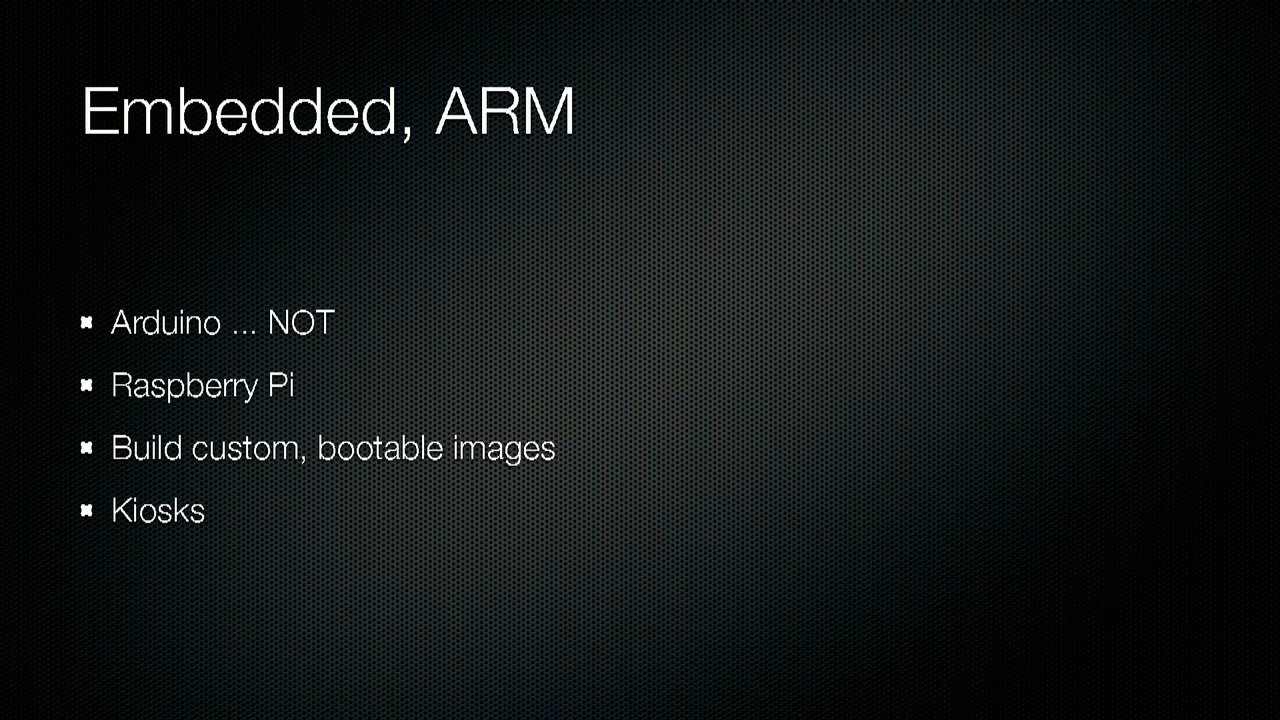 Embedded, ARM
Arduino ... NOT
Raspberry Pi
Build custom, bootable images
Kiosks